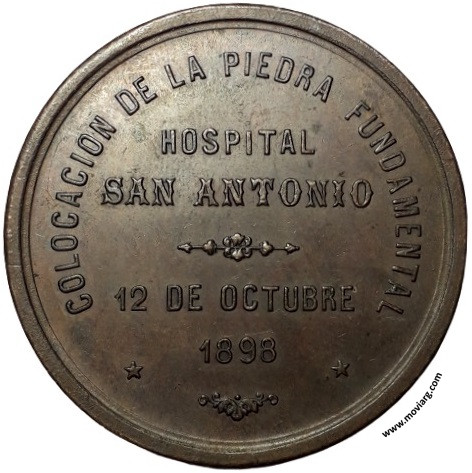 COLOCACION DE LA PIEDRA FUNDAMENTAL
HOSPITAL
SAN ANTONIO
12 DE OCTUBRE
1898
www.moviarg.com